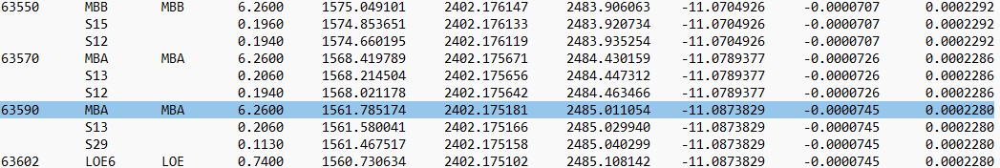 63550 MBB MBB 6.2600 1575.049101 2402.176147 2483.906063 -11.0704926 -0.0000707 0.0002292
S15 0.1960 1574.853651 2402.176133 2483.920734 -11.0704926 -0.0000707 0.0002292
S12 0.1940 1574.660195 2402.176119 2483.935254 -11.0704926 -0.0000707 0.0002292
63570 MBA MBA 6.2600 1568.419789 2402.175671 2484.430159 -11.0789377 -0.0000726 0.0002286
S13 0.2060 1568.214504 2402.175656 2484.447312 -11.0789377 -0.0000726 0.0002286
S12 0.1940 1568.021178 2402.175642 2484.463466 -11.0789377 -0.0000726 0.0002286
63590 MBA MBA 6.2600 1561.785174 2402.175181 2485.011054 -11.0873829 -0.0000745 0.0002280
S13 0.2060 1561.580041 2402.175166 2485.029940 -11.0873829 -0.0000745 0.0002280
S29 0.1130 1561.467517 2402.175158 2485.040299 -11.0873829 -0.0000745 0.0002280
63602 LOE6 LOE 0.7400 1560.730634 2402.175102 2485.108142 -11.0873829 -0.0000745 0.0002280